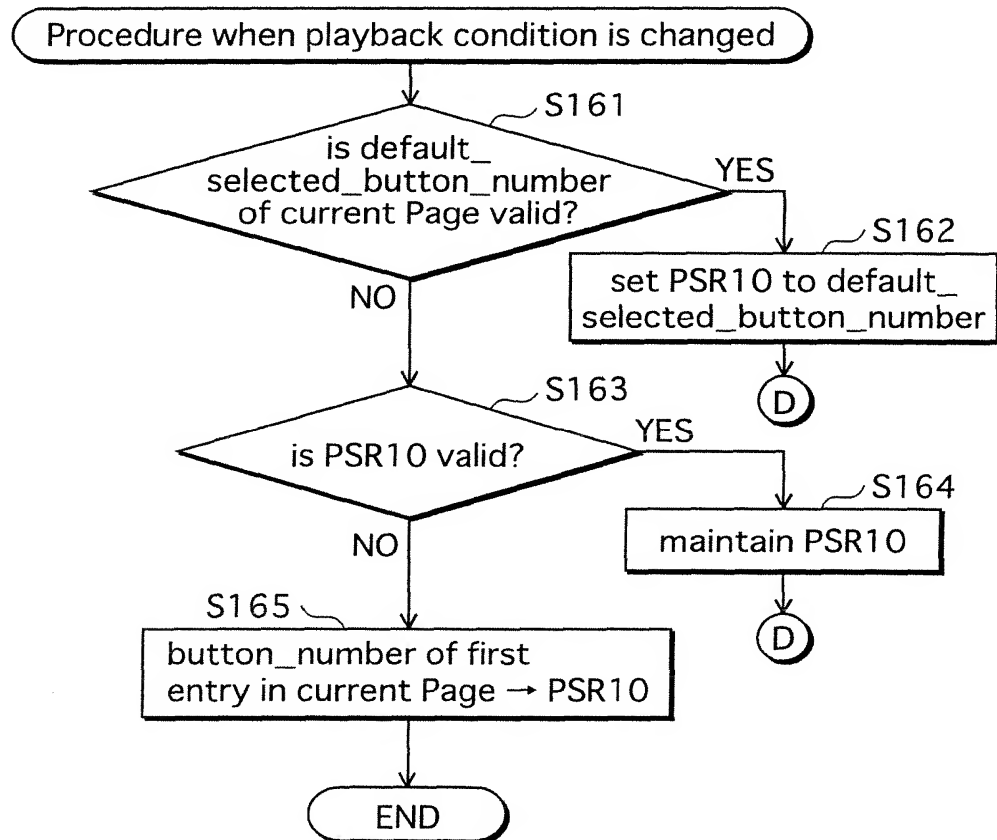 Procedure when playback condition is changed
S161
is default_
selected_button_number
of current Page valid?
YES
S162
set PSR10 to default_
selected_button_number
D
NO
S163
is PSR10 valid?
YES
S164
maintain PSR10
D
NO
S165
button_number of first
entry in current Page → PSR10
END